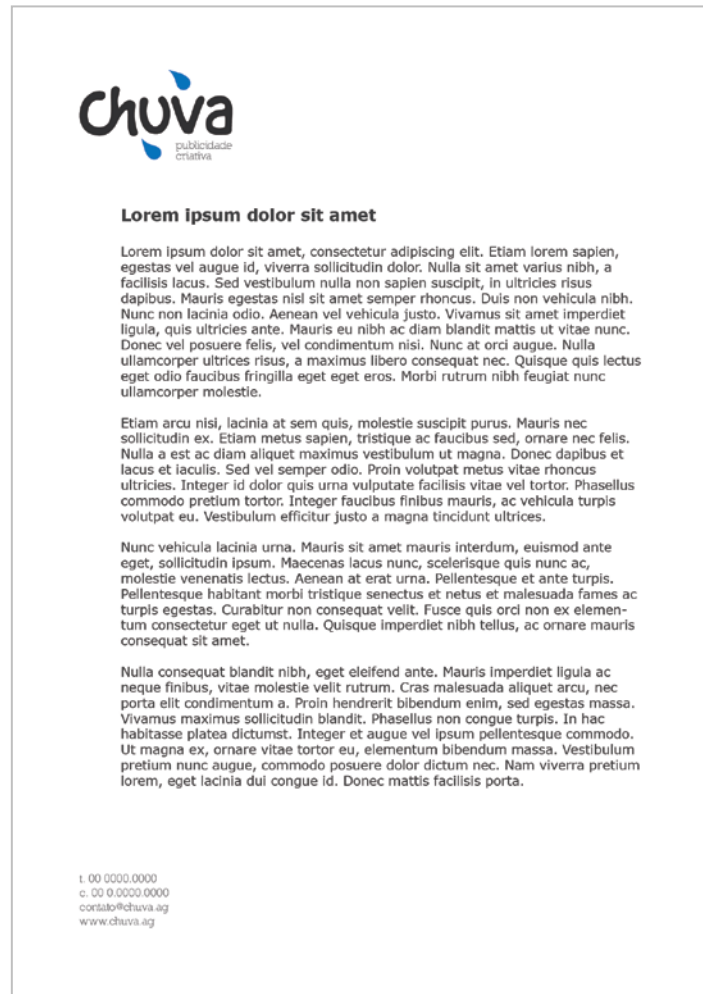 chuva
publicidade
criativa
Lorem ipsum dolor sit amet
Lorem ipsum dolor sit amet, consectetur adipiscing elit. Etiam lorem sapien,
egestas vel augue id, viverra sollicitudin dolor. Nulla sit amet varius nibh, a
facilisis lacus. Sed vestibulum nulla non sapien suscipit, in ultricies risus
dapibus. Mauris egestas nisl sit amet semper rhoncus. Duis non vehicula nibh.
Nunc non lacinia odio. Aenean vel vehicula justo. Vivamus sit amet imperdiet
ligula, quis ultricies ante. Mauris eu nibh ac diam blandit mattis ut vitae nunc.
Donec vel posuere felis, vel condimentum nisi. Nunc at orci augue. Nulla
ullamcorper ultrices risus, a maximus libero consequat nec. Quisque quis lectus
eget odio faucibus fringilla eget eget eros. Morbi rutrum nibh feugiat nunc
ullamcorper molestie.
Etiam arcu nisi, lacinia at sem quis, molestie suscipit purus. Mauris nec
sollicitudin ex. Etiam metus sapien, tristique ac faucibus sed, ornare nec felis.
Nulla a est ac diam aliquet maximus vestibulum ut magna. Donec dapibus et
lacus et iaculis. Sed vel semper odio. Proin volutpat metus vitae rhoncus
ultricies. Integer id dolor quis urna vulputate facilisis vitae vel tortor. Phasellus
commodo pretium tortor. Integer faucibus finibus mauris, ac vehicula turpis
volutpat eu. Vestibulum efficitur justo a magna tincidunt ultrices.
Nunc vehicula lacinia urna. Mauris sit amet mauris interdum, euismod ante
eget, sollicitudin ipsum. Maecenas lacus nunc, scelerisque quis nunc ac,
molestie venenatis lectus. Aenean at erat urna. Pellentesque et ante turpis.
Pellentesque habitant morbi tristique senectus et netus et malesuada fames ac
turpis egestas. Curabitur non consequat velit. Fusce quis orci non ex elemen-
tum consectetur eget ut nulla. Quisque imperdiet nibh tellus, ac ornare mauris
consequat sit amet.
Nulla consequat blandit nibh, eget eleifend ante. Mauris imperdiet ligula ac
neque finibus, vitae molestie velit rutrum. Cras malesuada aliquet arcu, nec
porta elit condimentum a. Proin hendrerit bibendum enim, sed egestas massa.
Vivamus maximus sollicitudin blandit. Phasellus non congue turpis. In hac
habitasse platea dictumst. Integer et augue vel ipsum pellentesque commodo.
Ut magna ex, ornare vitae tortor eu, elementum bibendum massa. Vestibulum
pretium nunc augue, commodo posuere dolor dictum nec. Nam viverra pretium
lorem, eget lacinia dui congue id. Donec mattis facilisis porta.
t. 00 0000.0000
c. 00 0.0000.0000
contato@chuva.ag
www.chuva.ag